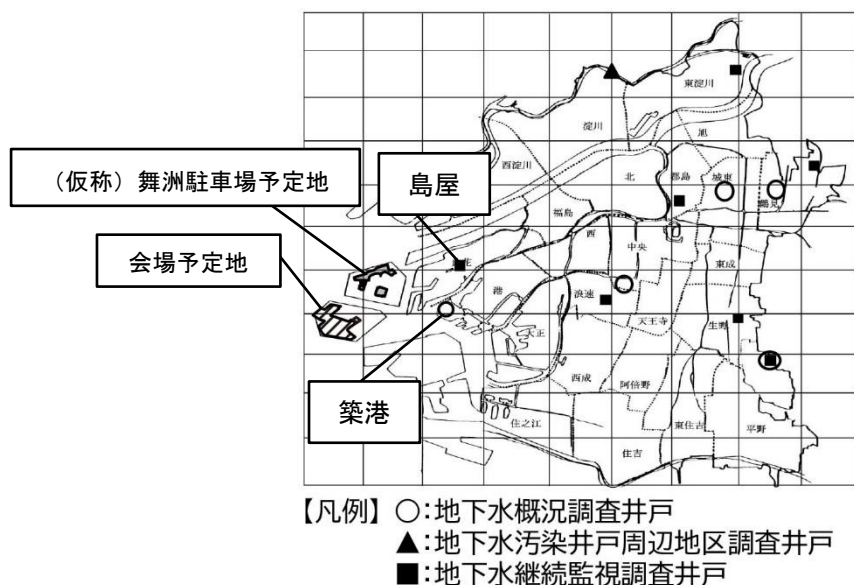 東淀川
淀川
旭
西淀川
(仮称)舞洲駐車場予定地
島屋
北
都島
城東
鶴見
福島
会場予定地
西
中央
花
東成
港
浪速
天王寺
生野
大正
築港
西成
阿倍野
住之江
東住吉
平野
住吉
【凡例】○:地下水概況調査井戸
▲:地下水汚染井戸周辺地区調査井戸
■:地下水継続監視調査井戸